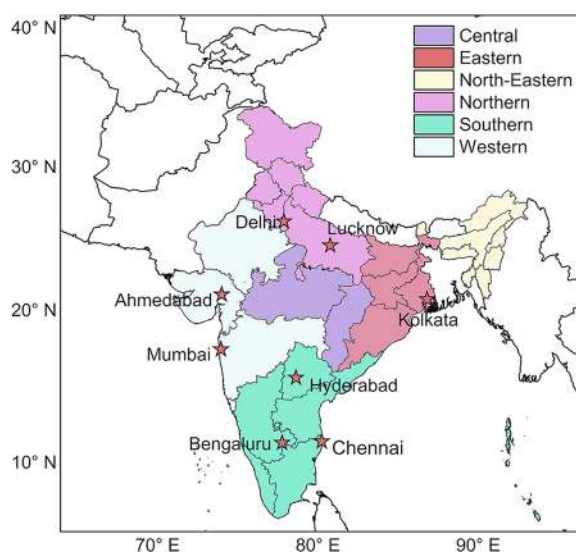 40° N
Central
Eastern
North-Eastern
Northern
Southern
Western
30° N
Delhi
Lucknow
Ahmedabad
20° N
Kolkata
Mumbai
Hyderabad
Bengaluru
Chennai
10° N
70° E
80° E
90° E